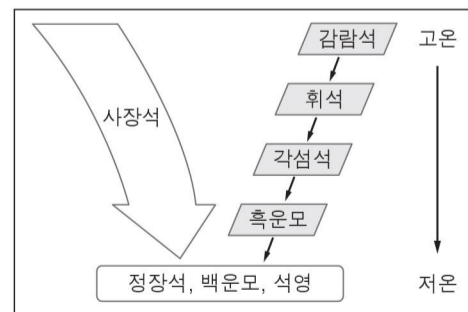 감람석 고온
휘석
사장석
각섬석
흑운모
정장석, 백운모, 석영 저온